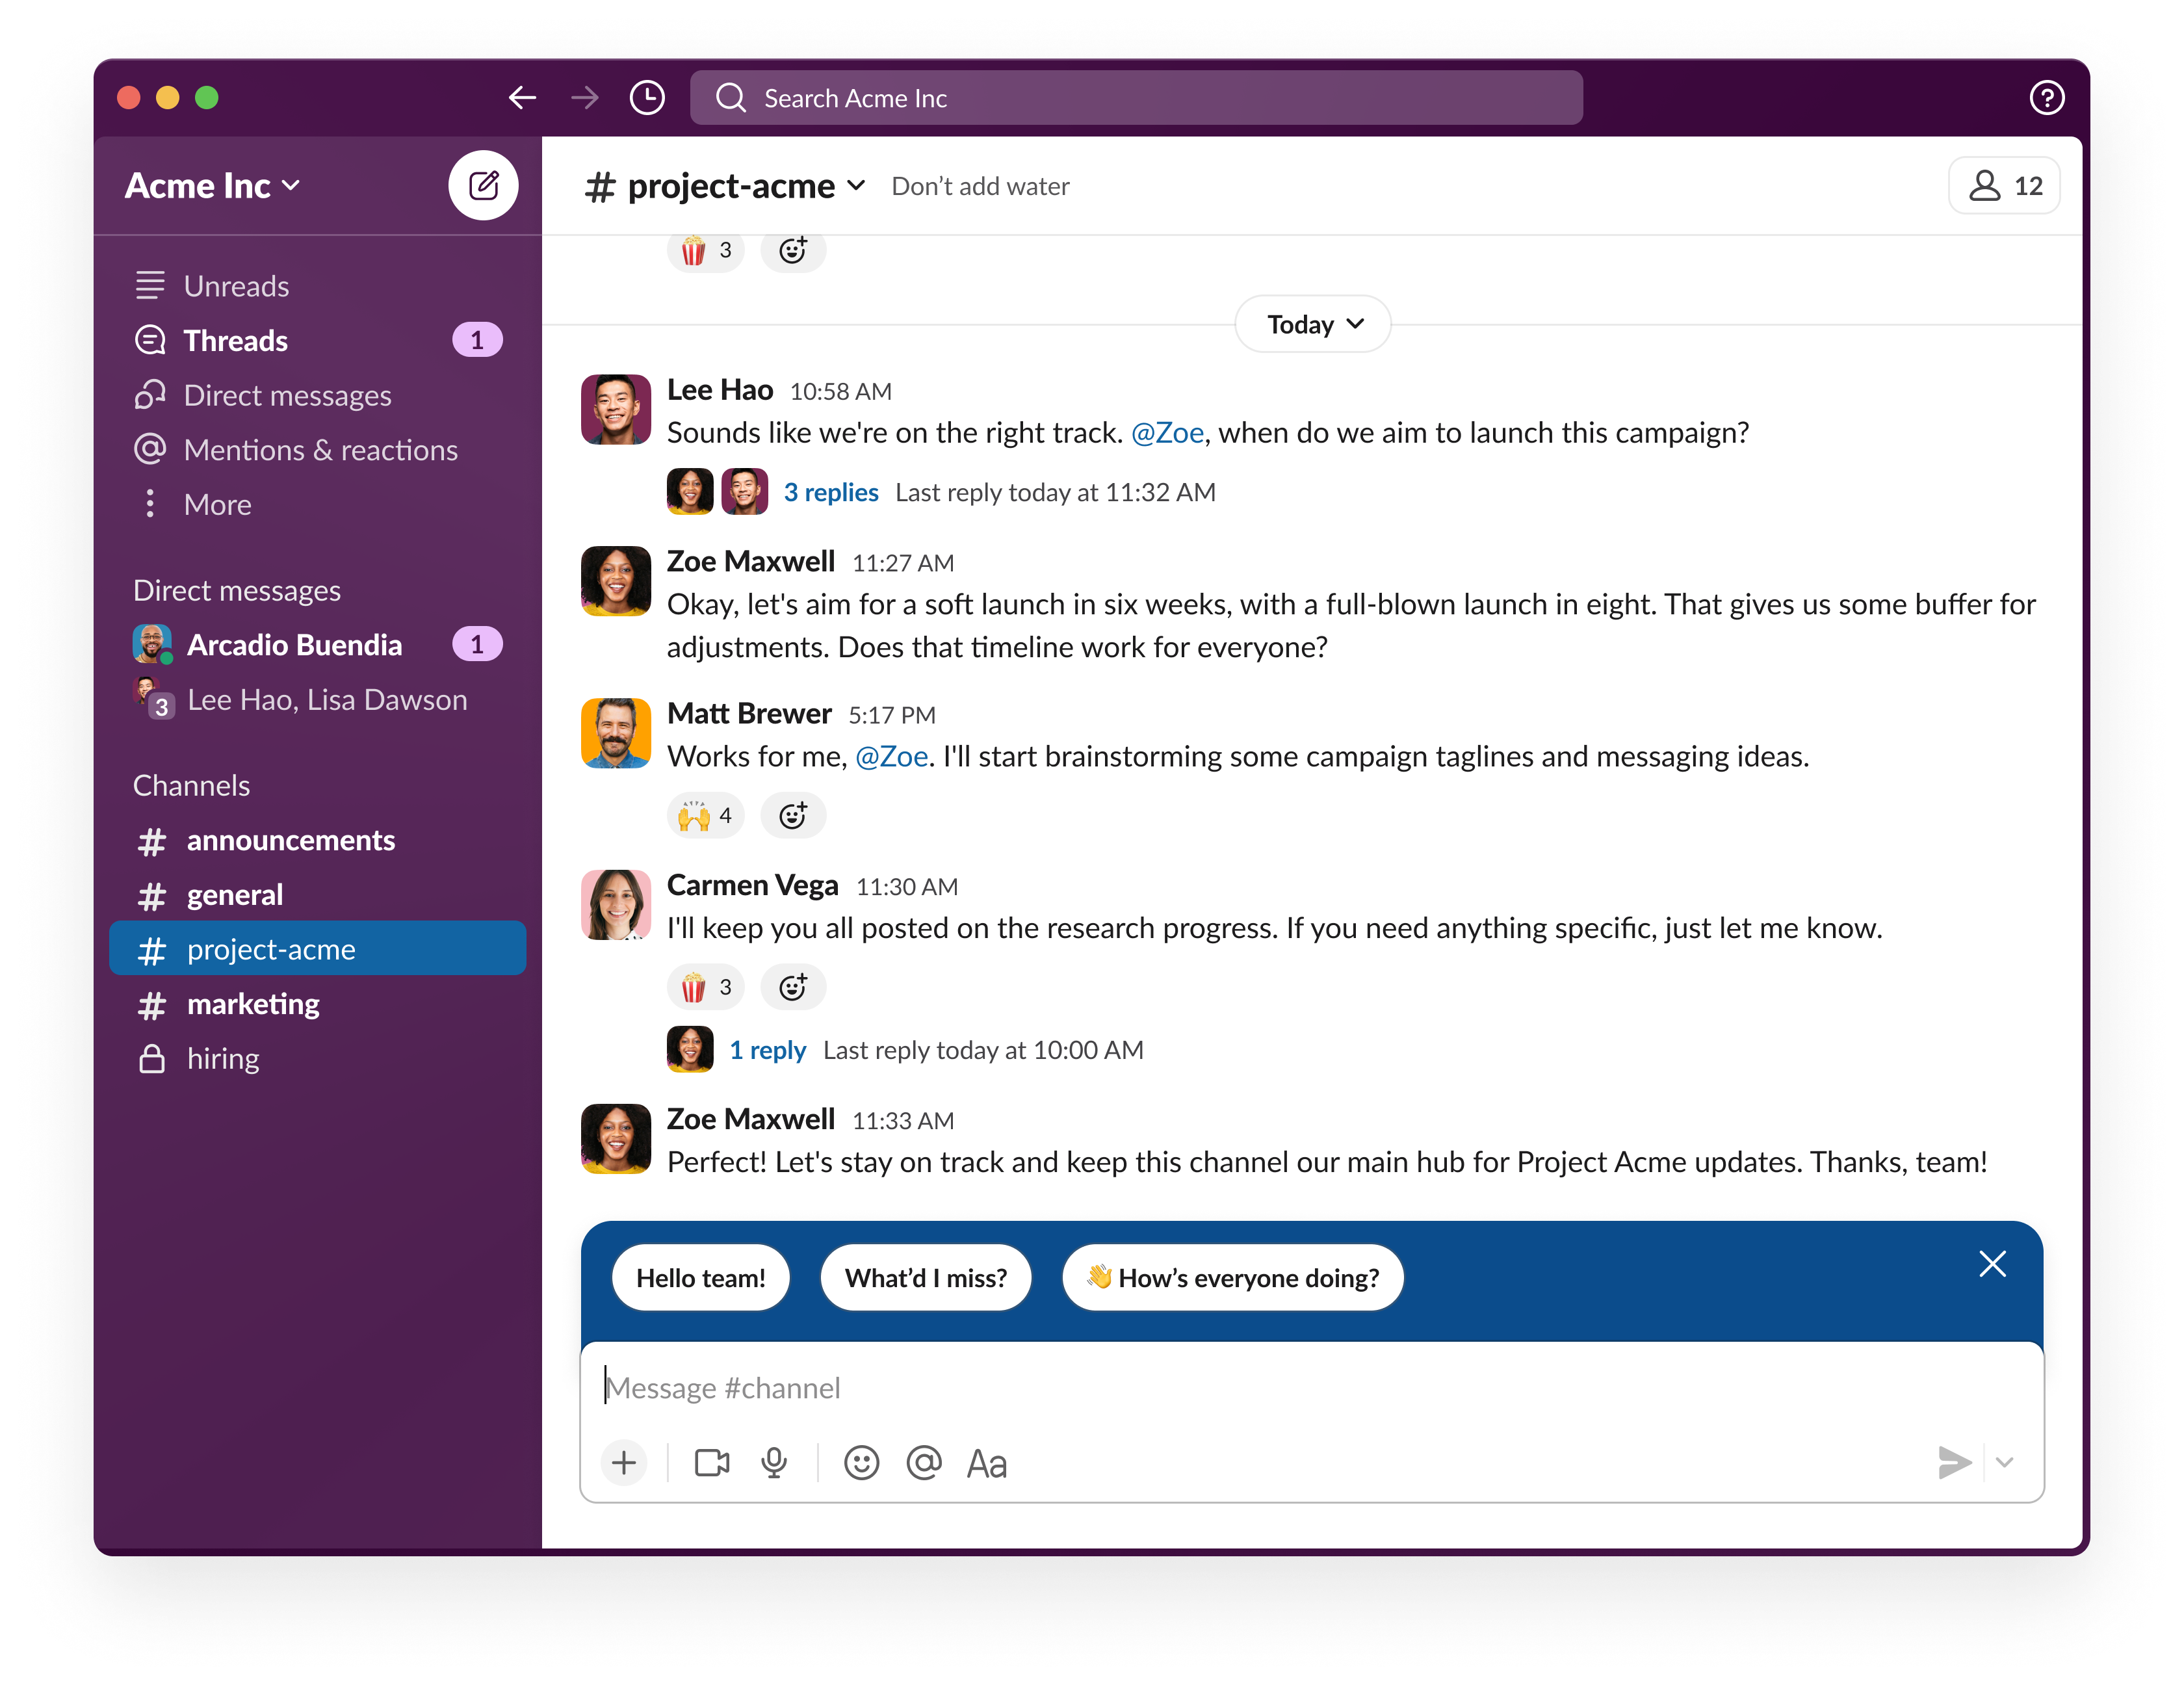 Search Acme Inc
Acme Inc
Unreads
Threads 1
Direct messages
Mentions & reactions
More
Direct messages
Arcadio Buendia 1
3 Lee Hao, Lisa Dawson
Channels
# announcements
# general
# project-acme
# marketing
hiring
# project-acme Don’t add water 12
🍿 3
Today
Lee Hao 10:58 AM
Sounds like we're on the right track. @Zoe, when do we aim to launch this campaign?
3 replies Last reply today at 11:32 AM
Zoe Maxwell 11:27 AM
Okay, let's aim for a soft launch in six weeks, with a full-blown launch in eight. That gives us some buffer for
adjustments. Does that timeline work for everyone?
Matt Brewer 5:17 PM
Works for me, @Zoe. I'll start brainstorming some campaign taglines and messaging ideas.
🙌 4
Carmen Vega 11:30 AM
I'll keep you all posted on the research progress. If you need anything specific, just let me know.
🍿 3
1 reply Last reply today at 10:00 AM
Zoe Maxwell 11:33 AM
Perfect! Let's stay on track and keep this channel our main hub for Project Acme updates. Thanks, team!
Hello team! What’d I miss? 👋 How’s everyone doing?
Message #channel
Aa